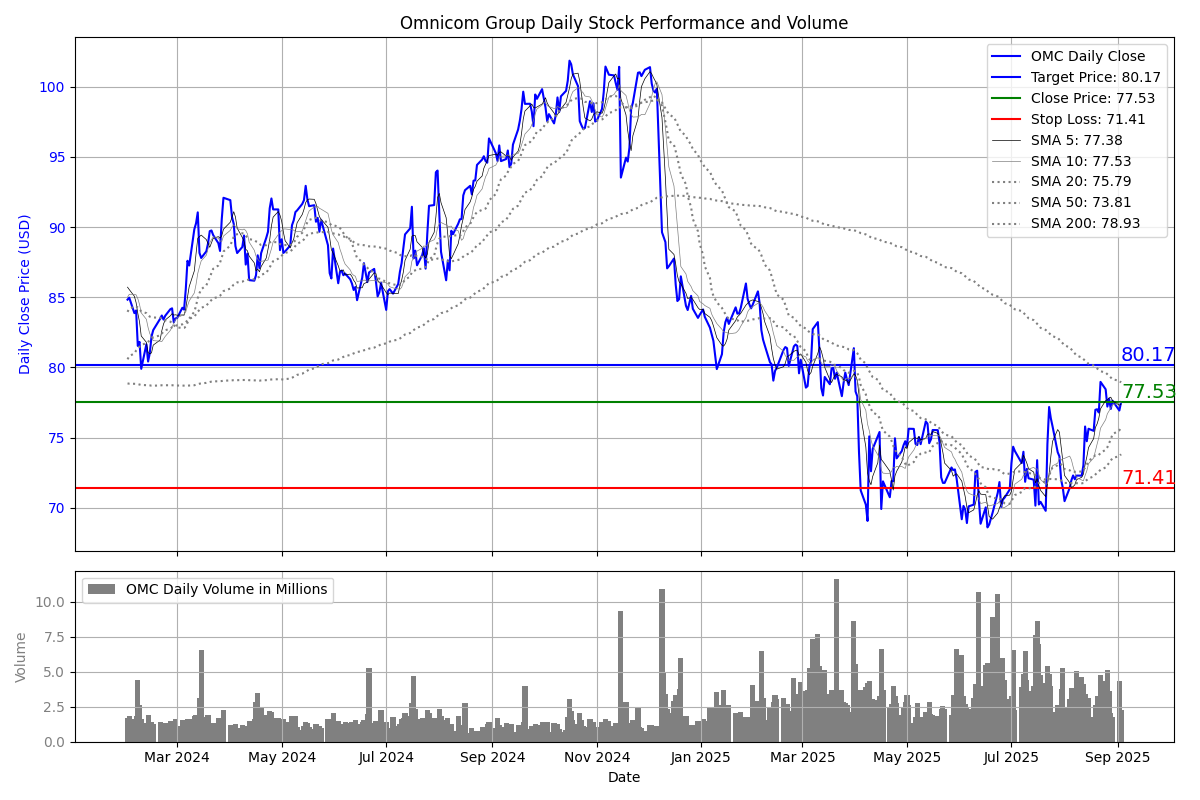 Omnicom Group Daily Stock Performance and Volume
Daily Close Price (USD)
100
95
90
85
80
75
70
OMC Daily Close
Target Price: 80.17
Close Price: 77.53
Stop Loss: 71.41
SMA 5: 77.38
SMA 10: 77.53
SMA 20: 75.79
SMA 50: 73.81
SMA 200: 78.93
80.17
77.53
71.41
OMC Daily Volume in Millions
Volume
10.0
7.5
5.0
2.5
0.0
Mar 2024
May 2024
Jul 2024
Sep 2024
Nov 2024
Jan 2025
Mar 2025
May 2025
Jul 2025
Sep 2025
Date